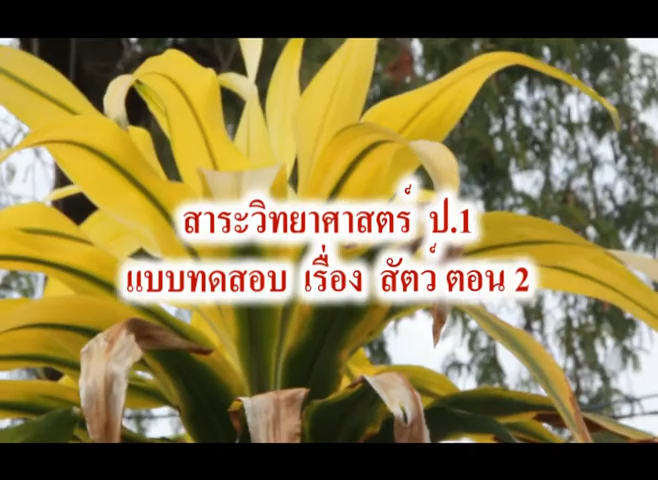 สาระวิทยาศาสตร์ ป.1
แบบทดสอบ เรื่อง สัตว์ ตอน 2